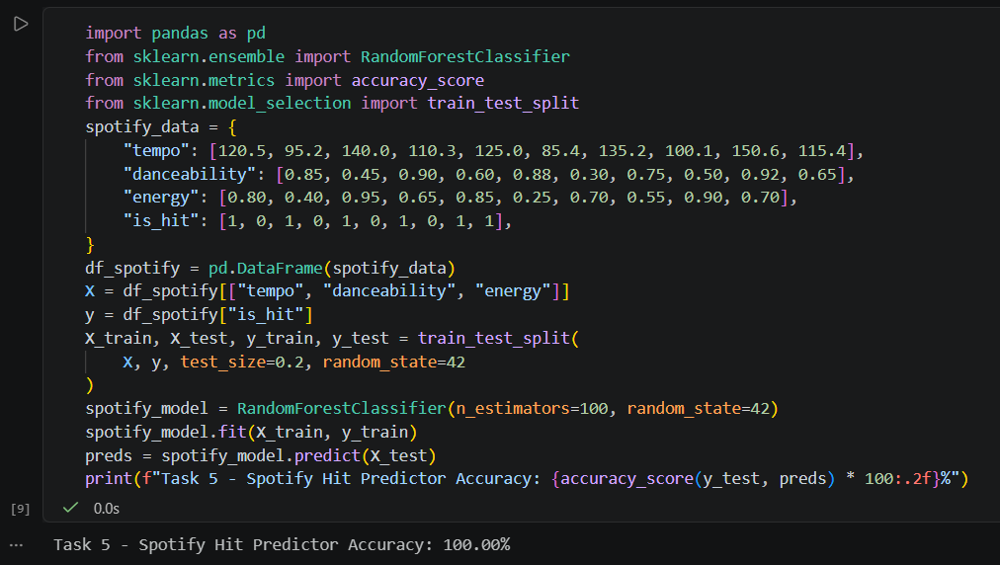 import pandas as pd
from sklearn.ensemble import RandomForestClassifier
from sklearn.metrics import accuracy_score
from sklearn.model_selection import train_test_split
spotify_data = {
    "tempo": [120.5, 95.2, 140.0, 110.3, 125.0, 85.4, 135.2, 100.1, 150.6, 115.4],
    "danceability": [0.85, 0.45, 0.90, 0.60, 0.88, 0.30, 0.75, 0.50, 0.92, 0.65],
    "energy": [0.80, 0.40, 0.95, 0.65, 0.85, 0.25, 0.70, 0.55, 0.90, 0.70],
    "is_hit": [1, 0, 1, 0, 1, 0, 1, 0, 1, 1],
}
df_spotify = pd.DataFrame(spotify_data)
X = df_spotify[["tempo", "danceability", "energy"]]
y = df_spotify["is_hit"]
X_train, X_test, y_train, y_test = train_test_split(
    X, y, test_size=0.2, random_state=42
)
spotify_model = RandomForestClassifier(n_estimators=100, random_state=42)
spotify_model.fit(X_train, y_train)
preds = spotify_model.predict(X_test)
print(f"Task 5 - Spotify Hit Predictor Accuracy: {accuracy_score(y_test, preds) * 100:.2f}%")
[9] 0.0s
... Task 5 - Spotify Hit Predictor Accuracy: 100.00%